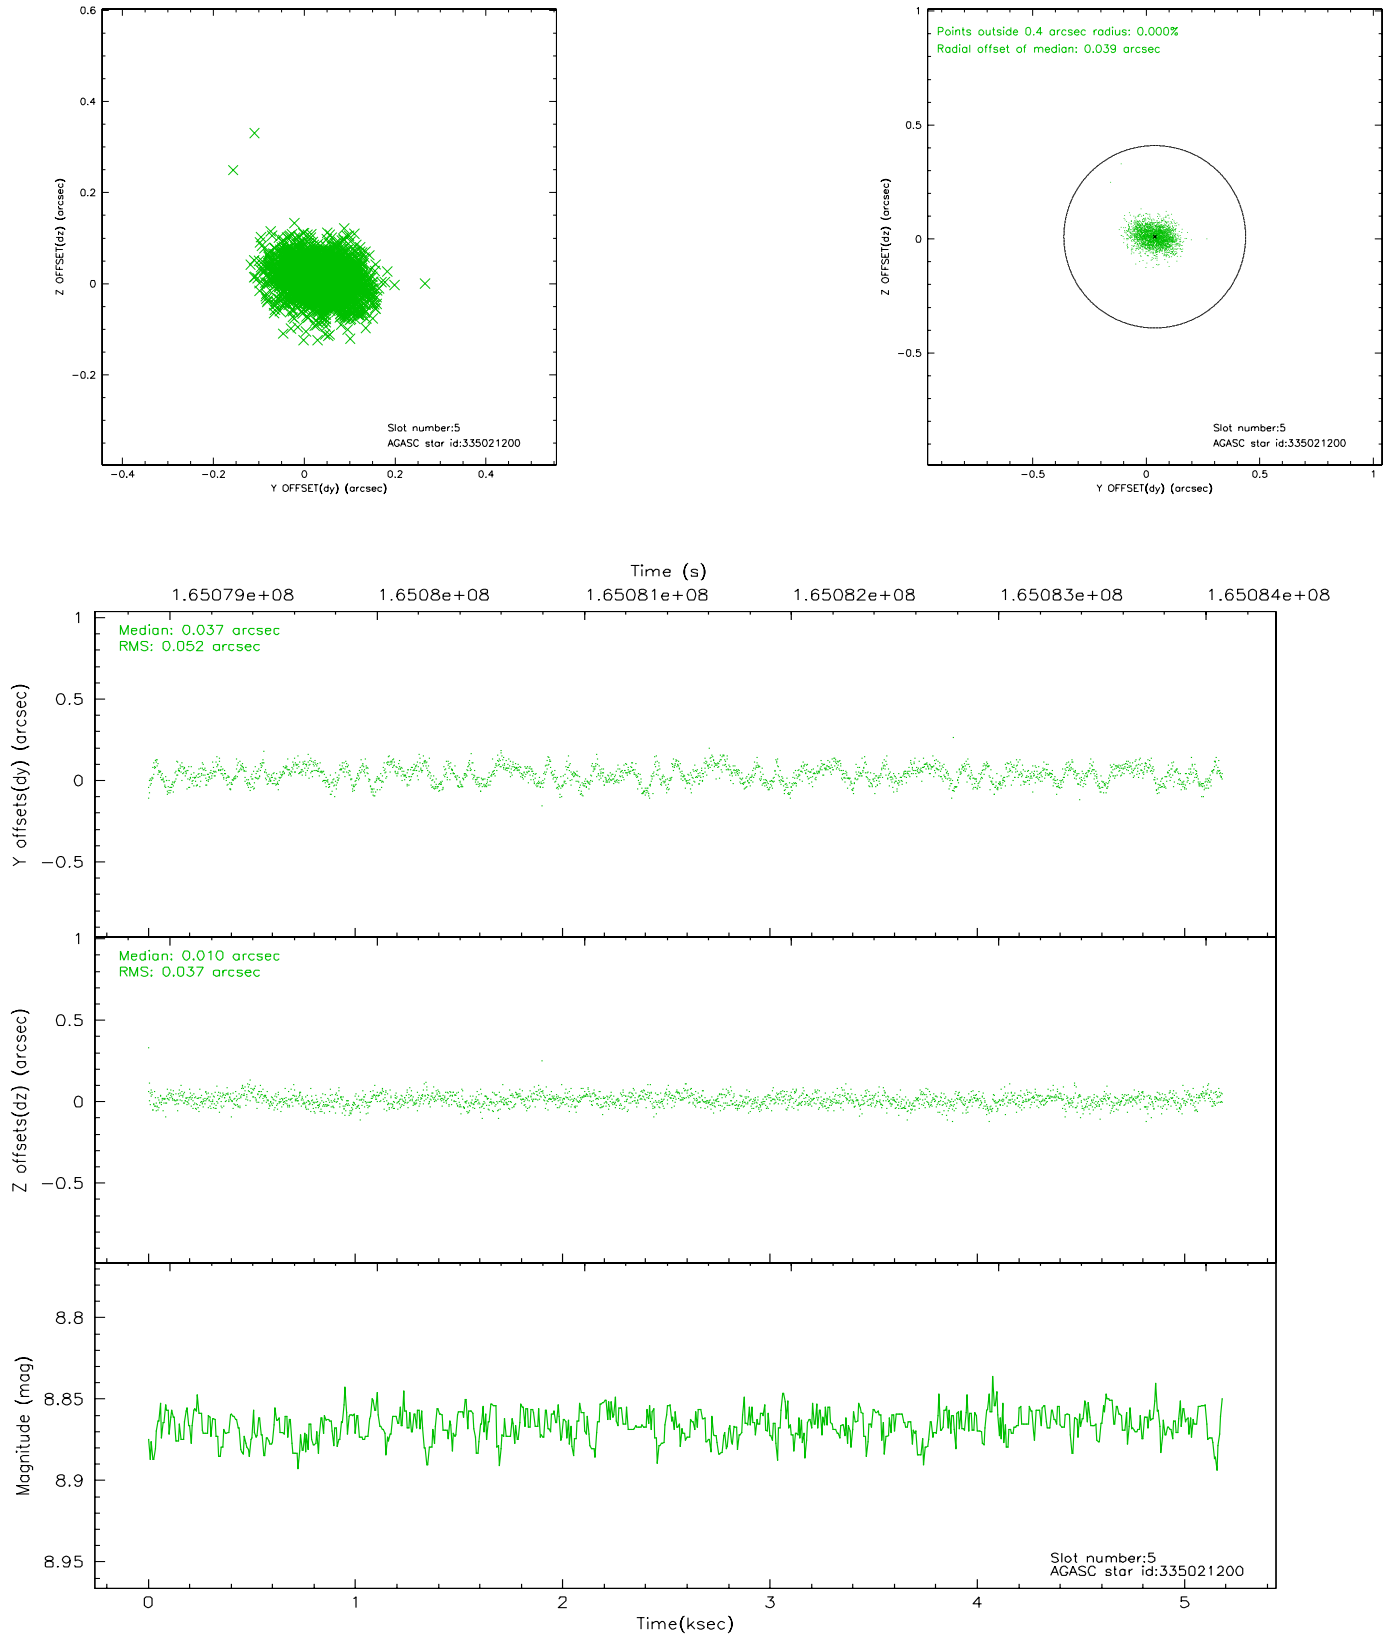 0.6
0.4
0.2
0
−0.2
Z OFFSET(dz) (arcsec)
Slot number:5
AGASC star id:335021200
−0.4 −0.2 0 0.2 0.4
Y OFFSET(dy) (arcsec)
1
0.5
0
−0.5
Z OFFSET(dz) (arcsec)
Points outside 0.4 arcsec radius: 0.000%
Radial offset of median: 0.039 arcsec
Slot number:5
AGASC star id:335021200
−0.5 0 0.5 1
Y OFFSET(dy) (arcsec)
Time (s)
1.65079e+08 1.6508e+08 1.65081e+08 1.65082e+08 1.65083e+08 1.65084e+08
Median: 0.037 arcsec
RMS: 0.052 arcsec
1
0.5
0
−0.5
Y offsets(dy) (arcsec)
Median: 0.010 arcsec
RMS: 0.037 arcsec
1
0.5
0
−0.5
Z offsets(dz) (arcsec)
8.8
8.85
8.9
8.95
Magnitude (mag)
Slot number:5
AGASC star id:335021200
0 1 2 3 4 5
Time(ksec)